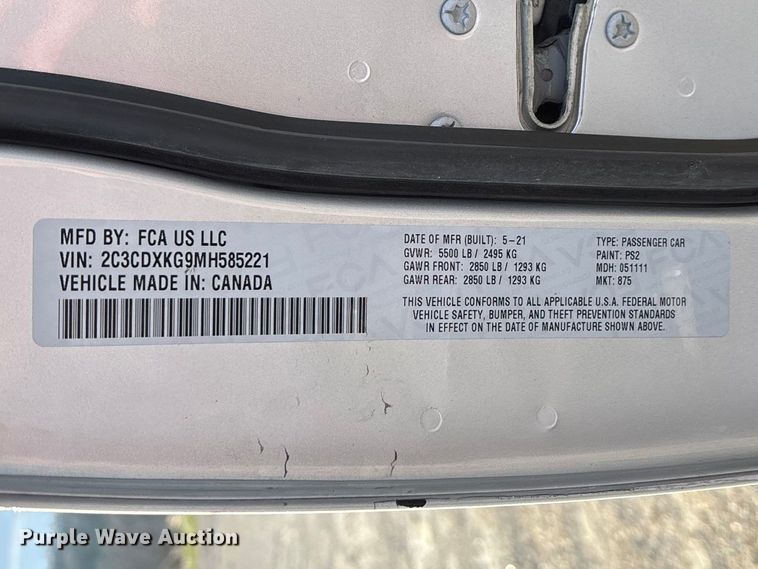 MFD BY: FCA US LLC
VIN: 2C3CDXKG9MH585221
VEHICLE MADE IN: CANADA
DATE OF MFR (BUILT): 5-21
GVWR: 5500 LB / 2495 KG
GAWR FRONT: 2850 LB / 1293 KG
GAWR REAR: 2850 LB / 1293 KG
TYPE: PASSENGER CAR
PAINT: PS2
MDH: 051111
MKT: 875
THIS VEHICLE CONFORMS TO ALL APPLICABLE U.S.A. FEDERAL MOTOR
VEHICLE SAFETY, BUMPER, AND THEFT PREVENTION STANDARDS
IN EFFECT ON THE DATE OF MANUFACTURE SHOWN ABOVE.
Purple Wave Auction